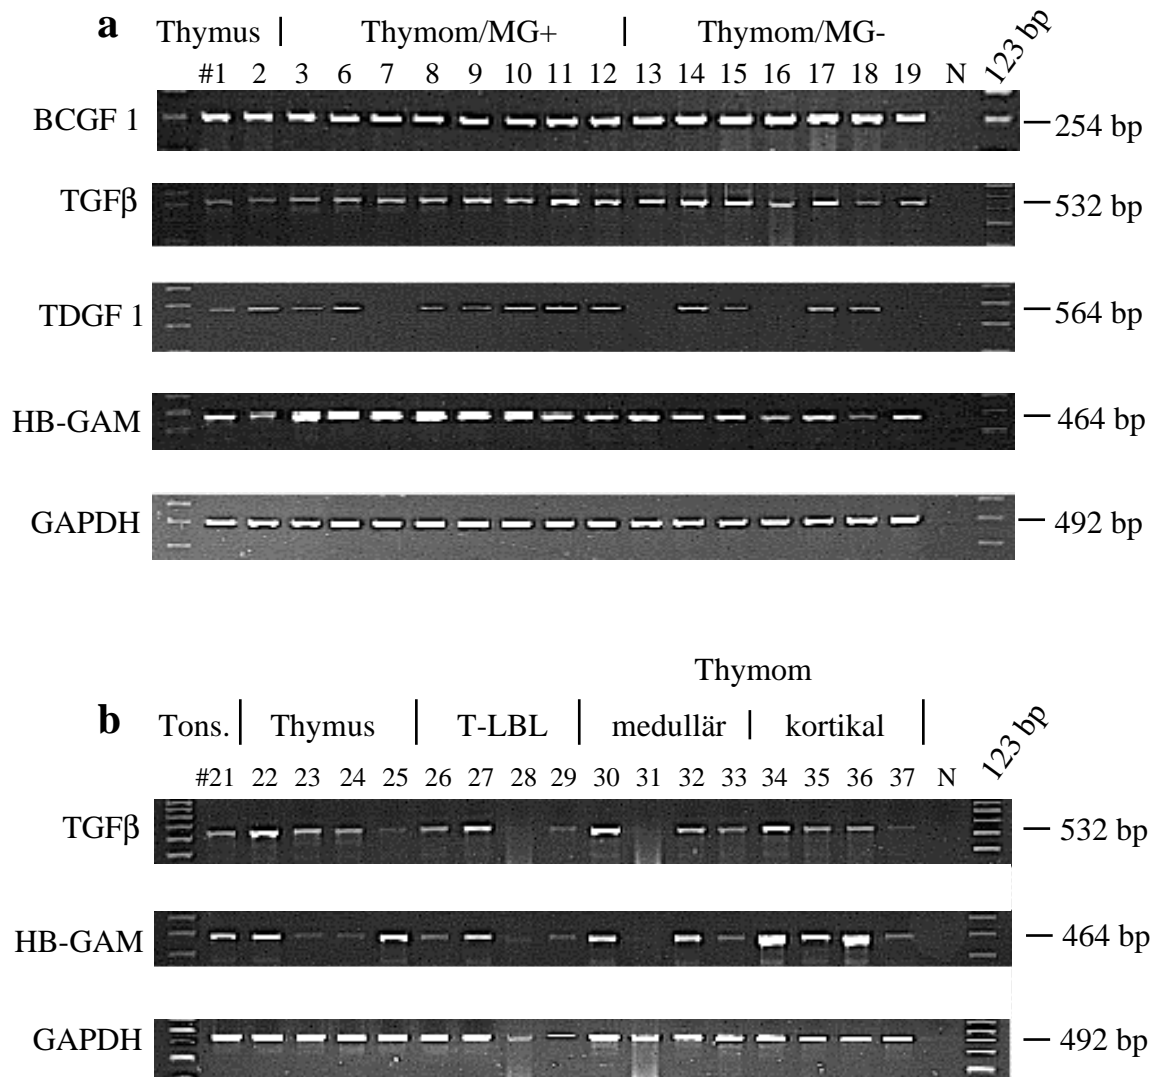 a Thymus | Thymom/MG+ | Thymom/MG-
#1 2 3 6 7 8 9 10 11 12 13 14 15 16 17 18 19 N 123 bp
BCGF 1 — 254 bp
TGFβ — 532 bp
TDGF 1 — 564 bp
HB-GAM — 464 bp
GAPDH — 492 bp
Thymom
b Tons. | Thymus | T-LBL | medullär | kortikal |
#21 22 23 24 25 26 27 28 29 30 31 32 33 34 35 36 37 N 123 bp
TGFβ — 532 bp
HB-GAM — 464 bp
GAPDH — 492 bp